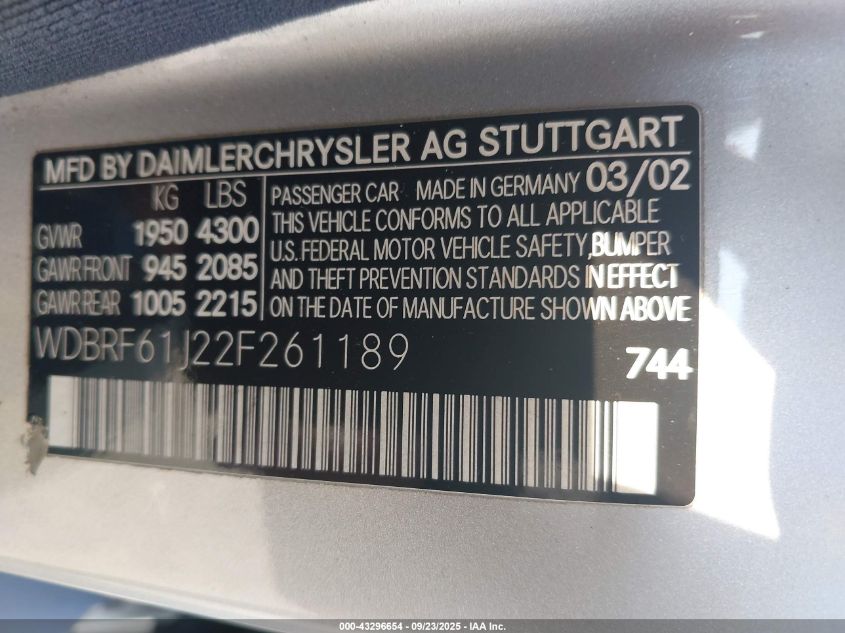 MFD BY DAIMLERCHRYSLER AG STUTTGART
KG LBS
GVWR 1950 4300
GAWR FRONT 945 2085
GAWR REAR 1005 2215
PASSENGER CAR MADE IN GERMANY 03/02
THIS VEHICLE CONFORMS TO ALL APPLICABLE
U.S. FEDERAL MOTOR VEHICLE SAFETY, BUMPER
AND THEFT PREVENTION STANDARDS IN EFFECT
ON THE DATE OF MANUFACTURE SHOWN ABOVE
WDBRF61J22F261189
744
000-43296654 - 09/23/2025 - IAA Inc.